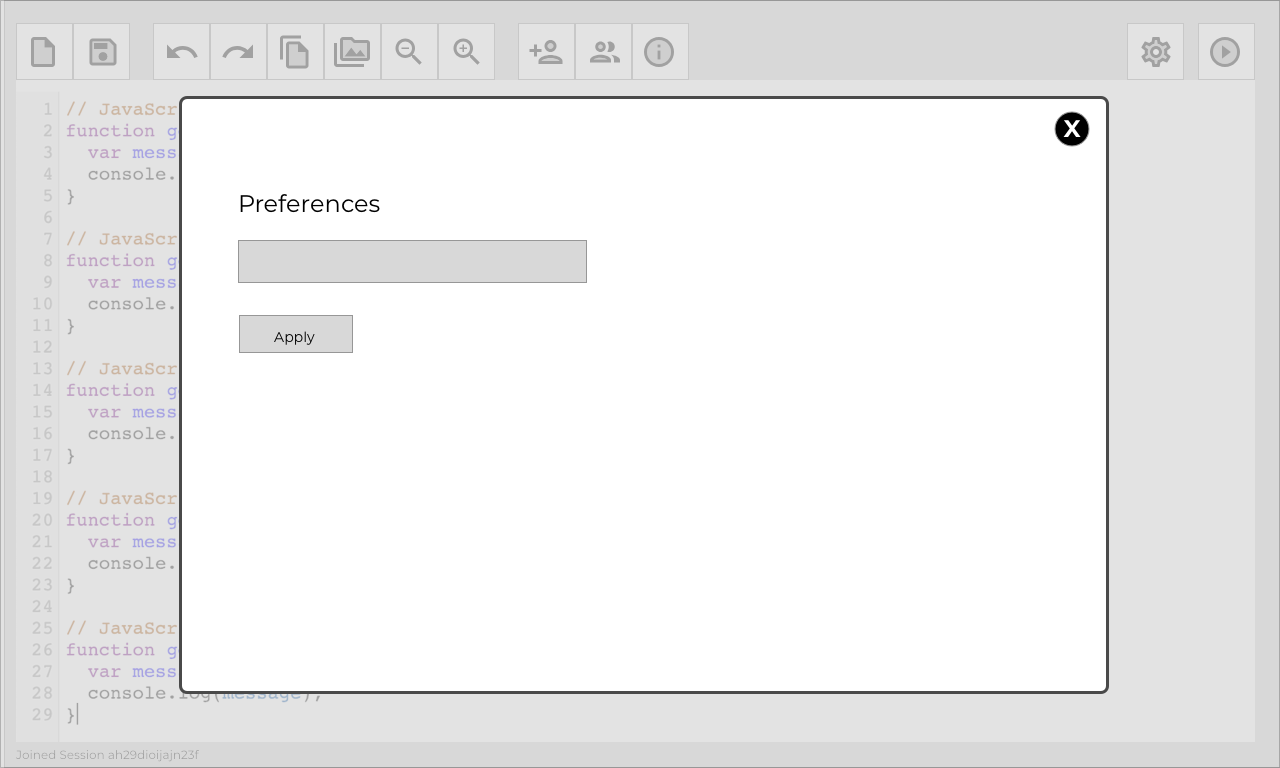 X
Preferences
Apply
1 // JavaScr
2 function g
3 var mess
4 console.
5 }
6
7 // JavaScr
8 function g
9 var mess
10 console.
11 }
12
13 // JavaScr
14 function g
15 var mess
16 console.
17 }
18
19 // JavaScr
20 function g
21 var mess
22 console.
23 }
24
25 // JavaScr
26 function g
27 var mess
28 console.log(message);
29 }
Joined Session ah29dioijajn23f